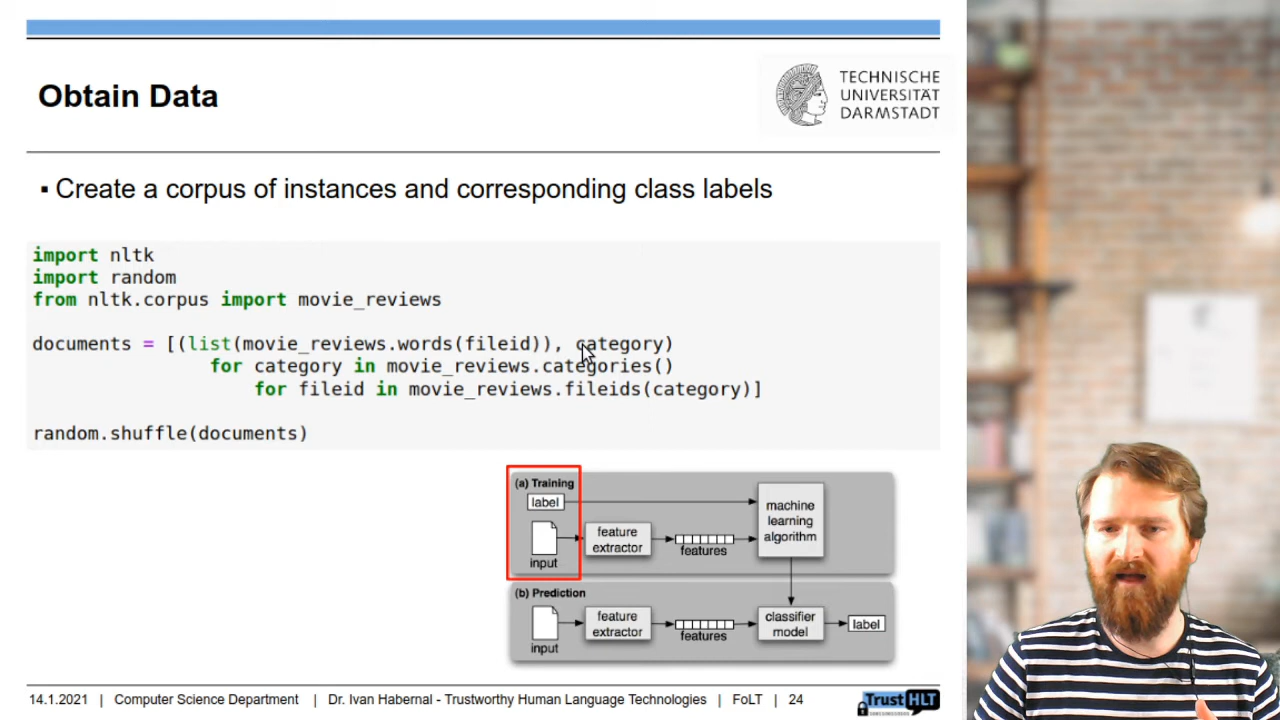 Obtain Data
TECHNISCHE
UNIVERSITÄT
DARMSTADT
▪ Create a corpus of instances and corresponding class labels
import nltk
import random
from nltk.corpus import movie_reviews
documents = [(list(movie_reviews.words(fileid)), category)
for category in movie_reviews.categories()
for fileid in movie_reviews.fileids(category)]
random.shuffle(documents)
(a) Training
label
input
feature
extractor
features
machine
learning
algorithm
(b) Prediction
input
feature
extractor
features
classifier
model
label
14.1.2021 | Computer Science Department | Dr. Ivan Habernal - Trustworthy Human Language Technologies | FoLT | 24
TrustHLT